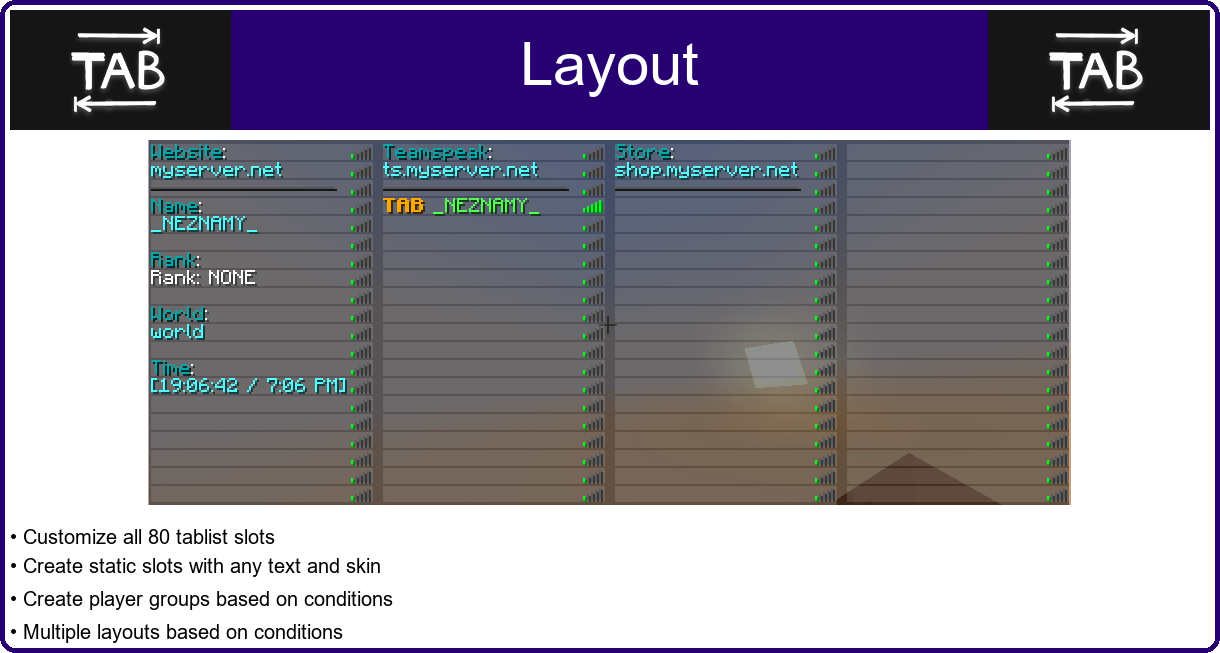 TAB
Layout
TAB
Website:
myserver.net
Teamspeak:
ts.myserver.net
Store:
shop.myserver.net
Name:
_NEZNAMY_
TAB _NEZNAMY_
Rank:
Rank: NONE
World:
world
Time:
[19:06:42 / 7:06 PM]
• Customize all 80 tablist slots
• Create static slots with any text and skin
• Create player groups based on conditions
• Multiple layouts based on conditions